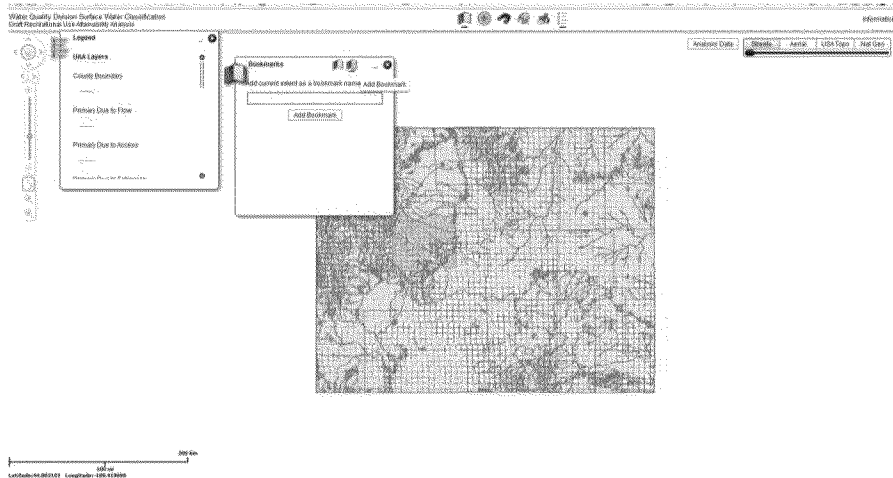 Water Quality Division Surface Water Classification
Draft Recreational Use Attainability Analysis
Information
Legend
UAA Layers
County Boundary
Primary Due to Flow
Primary Due to Access
Bookmarks
Add current extent as a bookmark name
Add Bookmark
Add Bookmark
Analysis Data
Streets
Aerial
USA Topo
Nat Geo